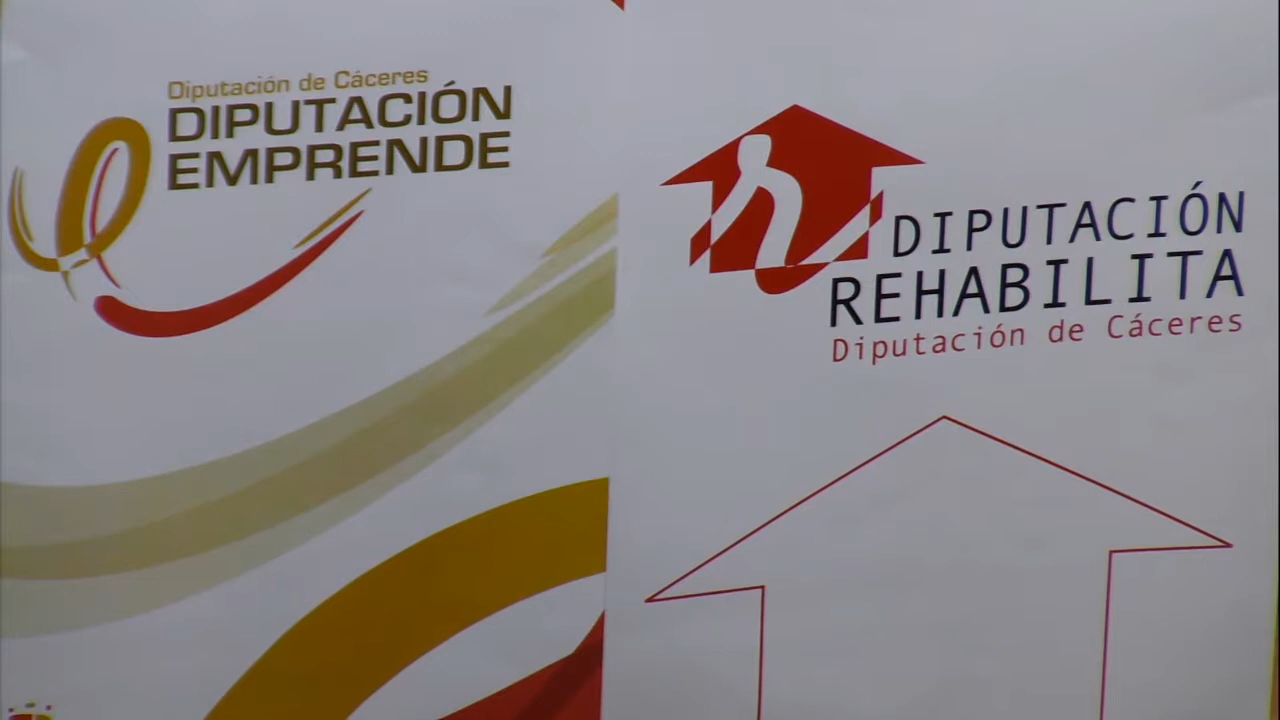 Diputación de Cáceres
DIPUTACIÓN
EMPRENDE
DIPUTACIÓN
REHABILITA
Diputación de Cáceres